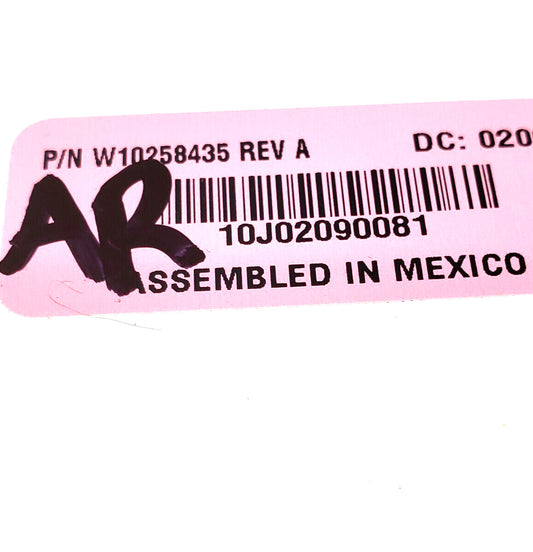 P/N W10258435 REV A DC: 020
AR
10J02090081
ASSEMBLED IN MEXICO